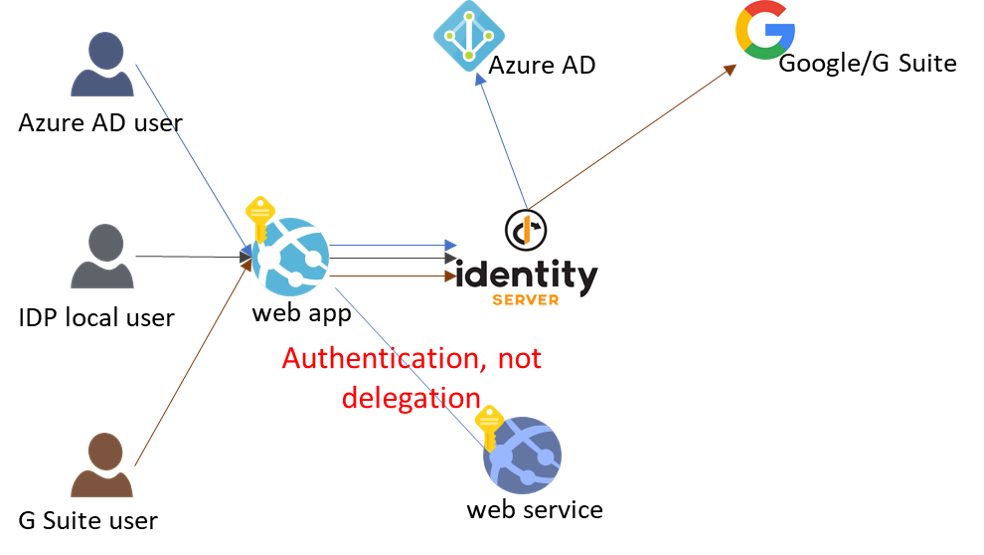 Azure AD
Google/G Suite
Azure AD user
identity
SERVER
IDP local user
web app
Authentication, not
delegation
web service
G Suite user